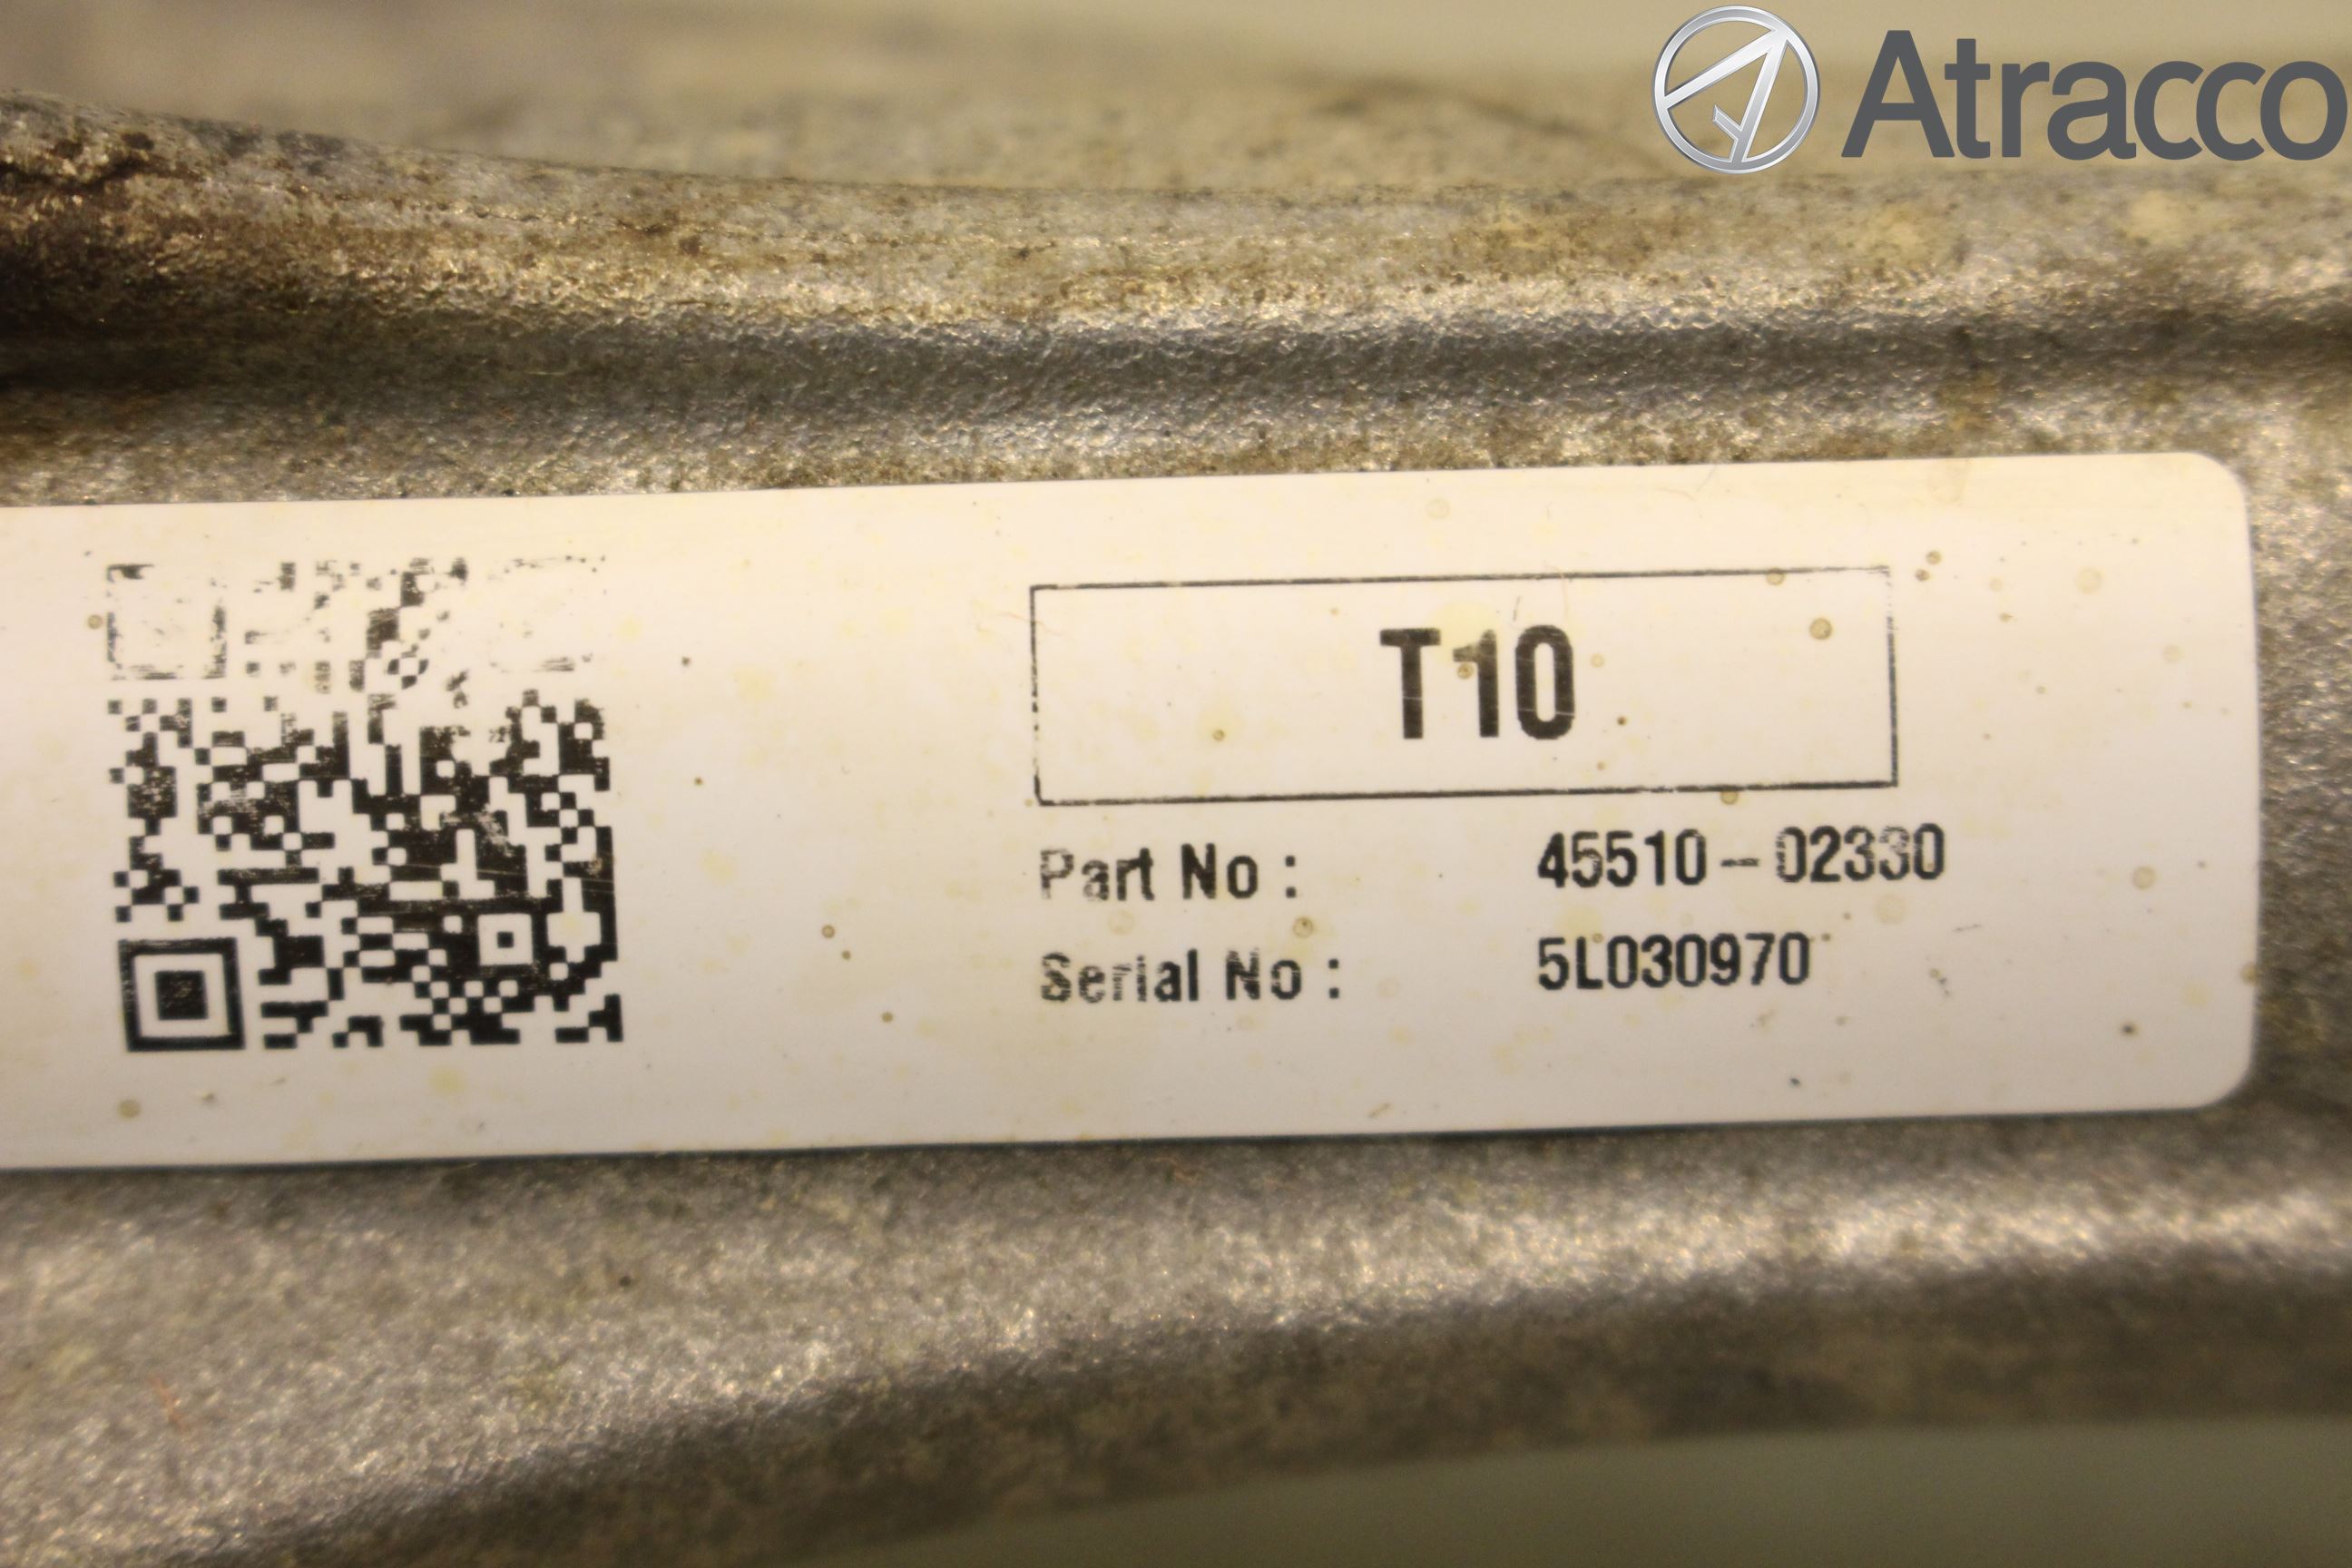 Atracco
T10
Part No : 45510-02330
Serial No : 5L030970